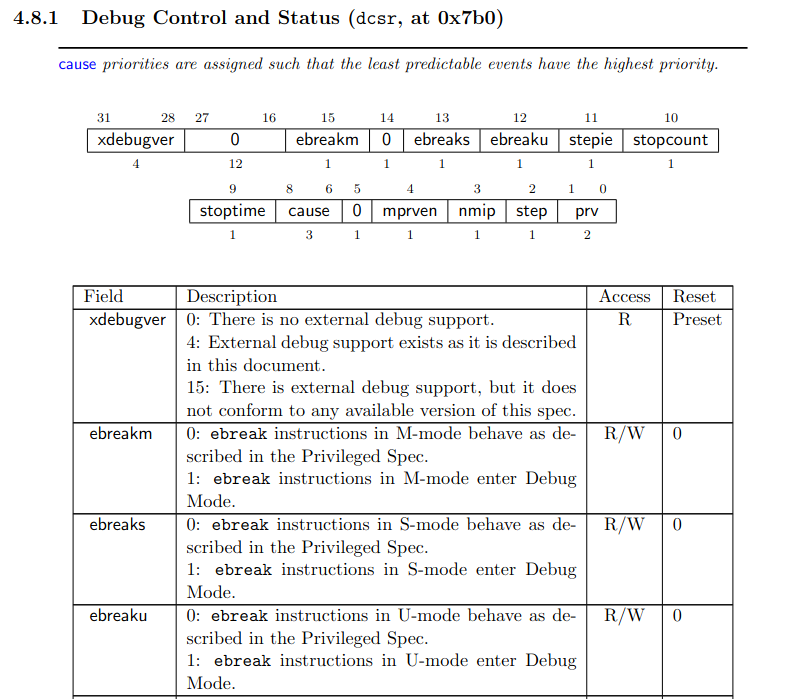 4.8.1 Debug Control and Status (dcsr, at 0x7b0)
cause priorities are assigned such that the least predictable events have the highest priority.
31 28 27 16 15 14 13 12 11 10
xdebugver 0 ebreakm 0 ebreaks ebreaku stepie stopcount
4 12 1 1 1 1 1 1
9 8 6 5 4 3 2 1 0
stoptime cause 0 mprven nmip step prv
1 3 1 1 1 1 2
Field Description Access Reset
xdebugver 0: There is no external debug support. R Preset
4: External debug support exists as it is described
in this document.
15: There is external debug support, but it does
not conform to any available version of this spec.
ebreakm 0: ebreak instructions in M-mode behave as de- R/W 0
scribed in the Privileged Spec.
1: ebreak instructions in M-mode enter Debug
Mode.
ebreaks 0: ebreak instructions in S-mode behave as de- R/W 0
scribed in the Privileged Spec.
1: ebreak instructions in S-mode enter Debug
Mode.
ebreaku 0: ebreak instructions in U-mode behave as de- R/W 0
scribed in the Privileged Spec.
1: ebreak instructions in U-mode enter Debug
Mode.